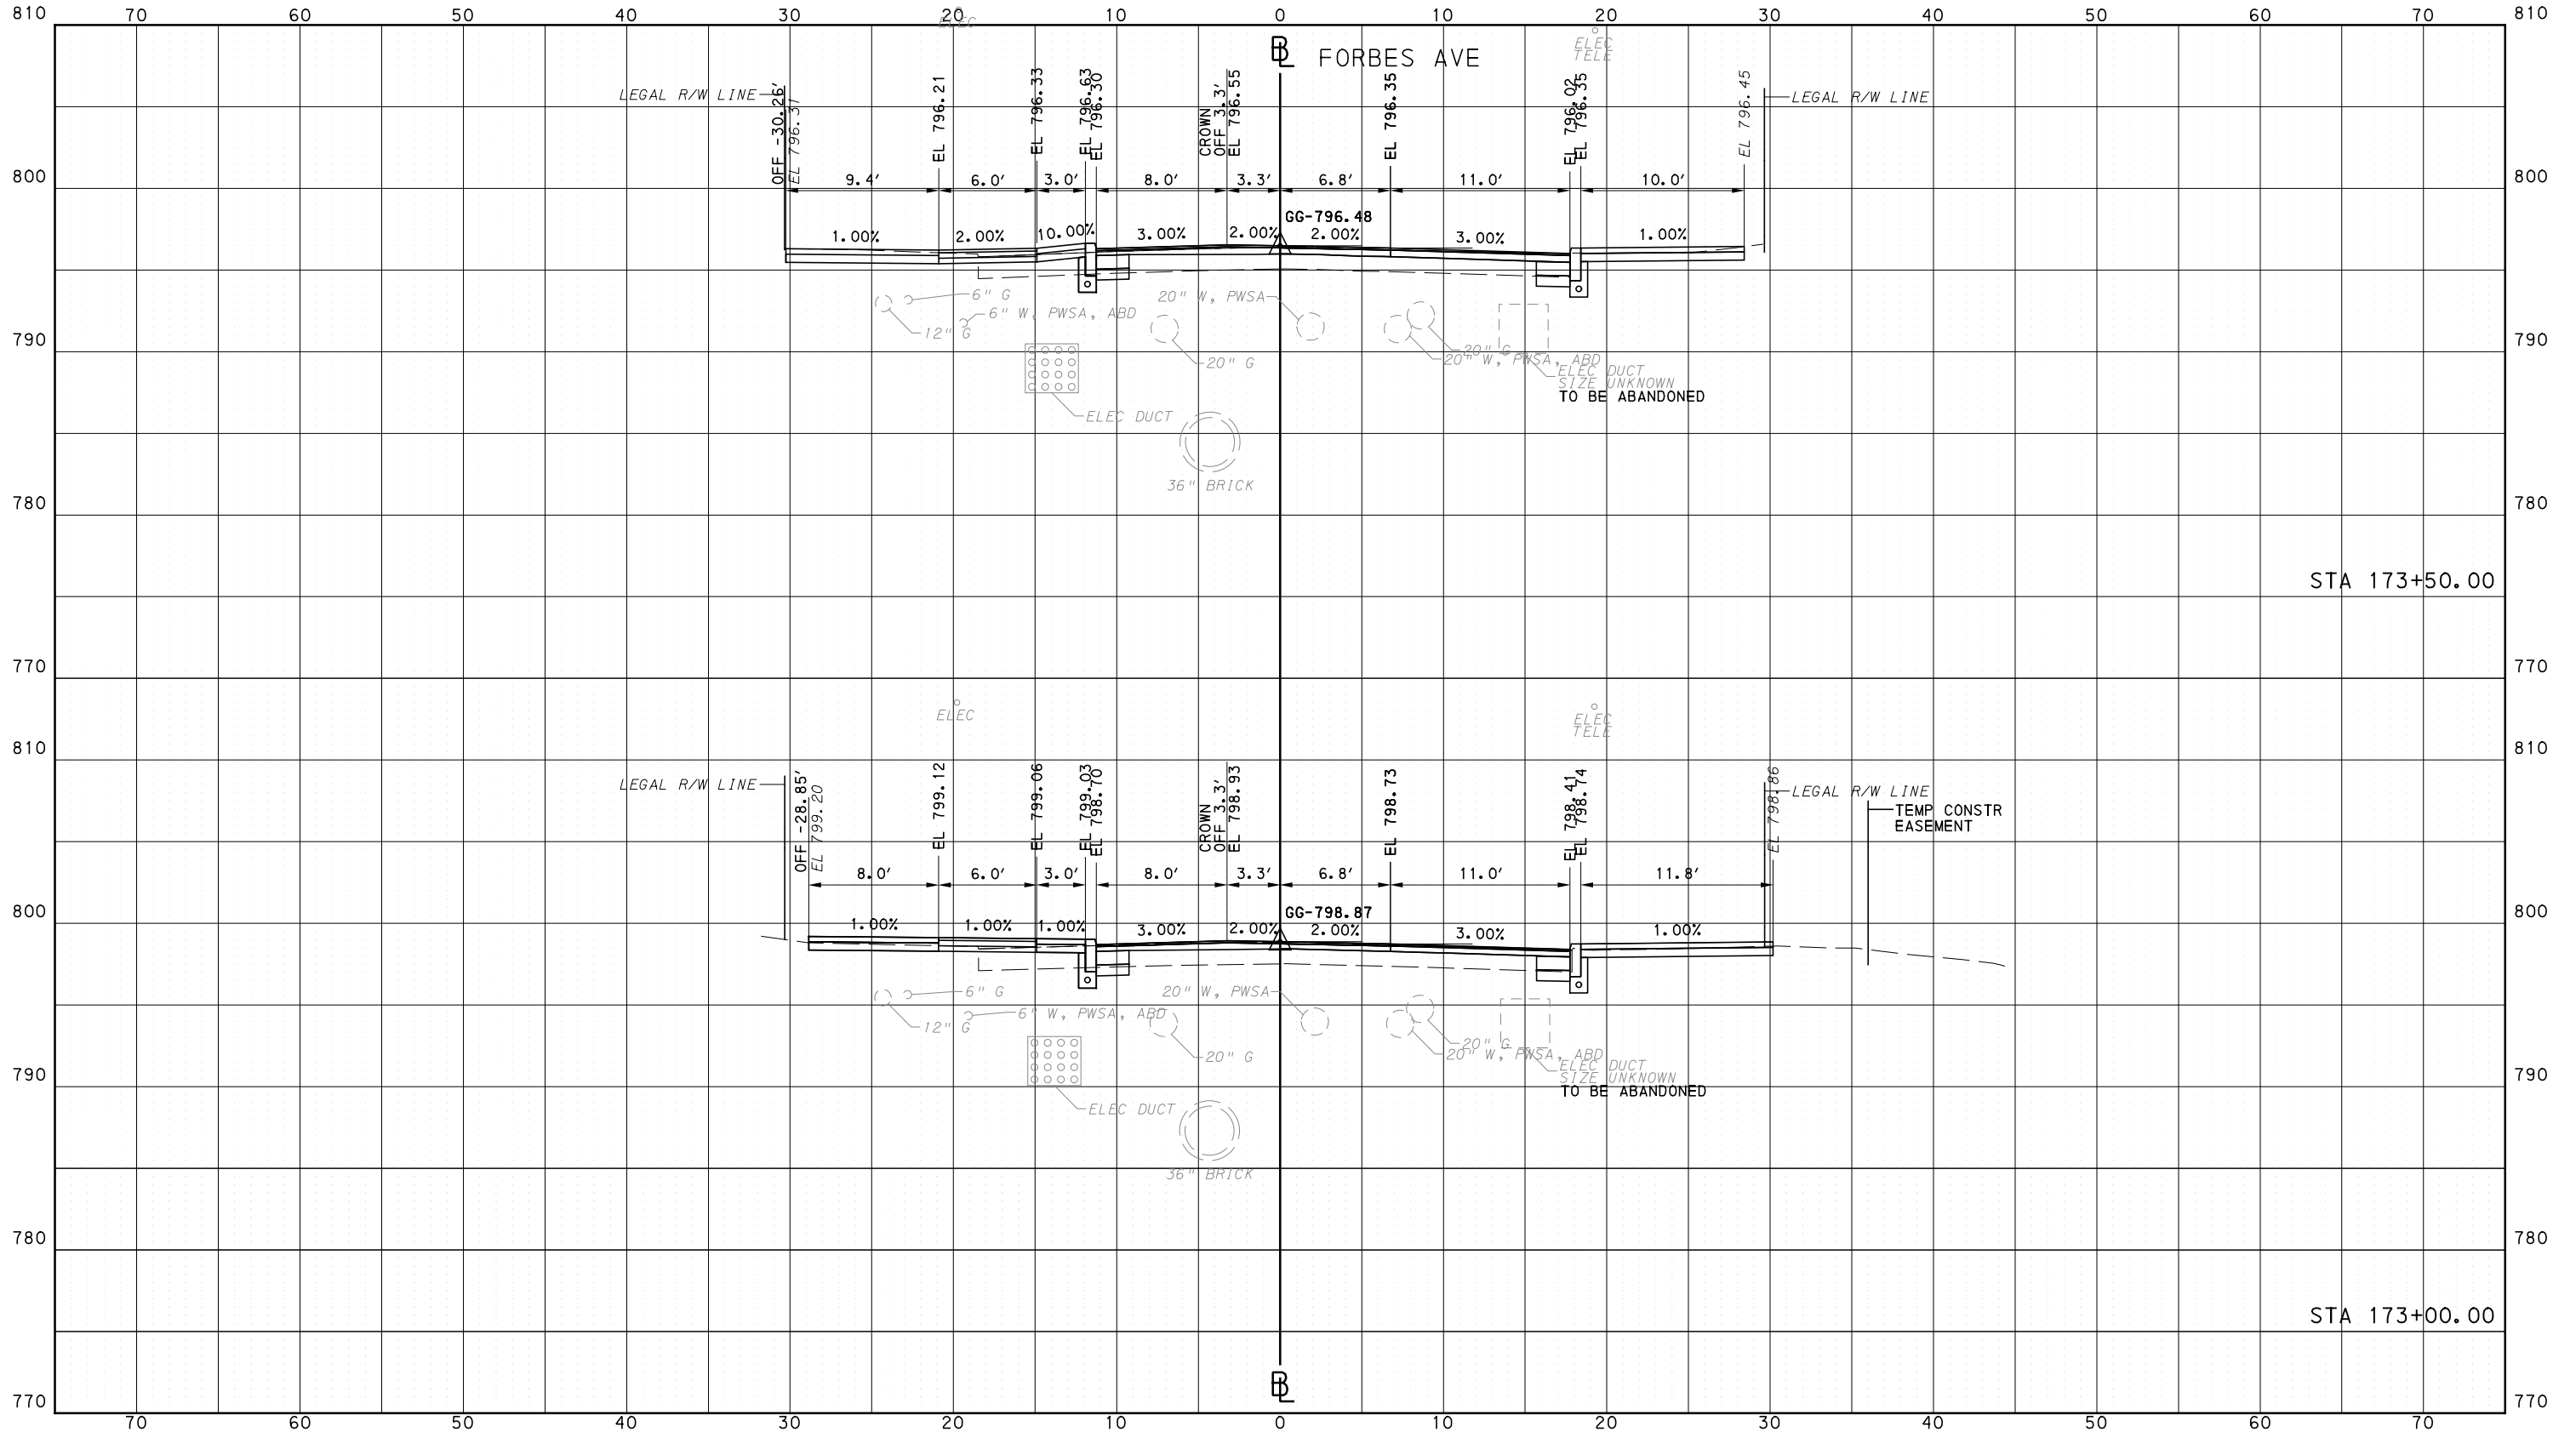 810 70 60 50 40 30 20 10 0 10 20 30 40 50 60 70 810
ELEC
ELEC
TELE
BL FORBES AVE
LEGAL R/W LINE
OFF -30.26'
EL 796.31
EL 796.21
EL 796.33
EL 796.63
EL 796.30
CROWN
OFF 3.3'
EL 796.55
EL 796.35
EL 796.02
EL 796.35
EL 796.45
LEGAL R/W LINE
800 800
9.4' 6.0' 3.0' 8.0' 3.3' 6.8' 11.0' 10.0'
GG-796.48
1.00% 2.00% 10.00% 3.00% 2.00% 2.00% 3.00% 1.00%
6" G
12" G
6" W, PWSA, ABD
20" W, PWSA
20" G
20" G
20" W, PWSA, ABD
790 790
ELEC DUCT
SIZE UNKNOWN
TO BE ABANDONED
ELEC DUCT
36" BRICK
780 780
STA 173+50.00
770 770
ELEC
ELEC
TELE
810 810
LEGAL R/W LINE
OFF -28.85'
EL 799.20
EL 799.12
EL 799.06
EL 799.03
EL 798.70
CROWN
OFF 3.3'
EL 798.93
EL 798.73
EL 798.41
EL 798.74
EL 798.86
LEGAL R/W LINE
TEMP CONSTR
EASEMENT
8.0' 6.0' 3.0' 8.0' 3.3' 6.8' 11.0' 11.8'
800 800
GG-798.87
1.00% 1.00% 1.00% 3.00% 2.00% 2.00% 3.00% 1.00%
6" G
12" G
6" W, PWSA, ABD
20" W, PWSA
20" G
20" G
20" W, PWSA, ABD
790 790
ELEC DUCT
SIZE UNKNOWN
TO BE ABANDONED
ELEC DUCT
36" BRICK
780 780
STA 173+00.00
BL
770 770
70 60 50 40 30 20 10 0 10 20 30 40 50 60 70